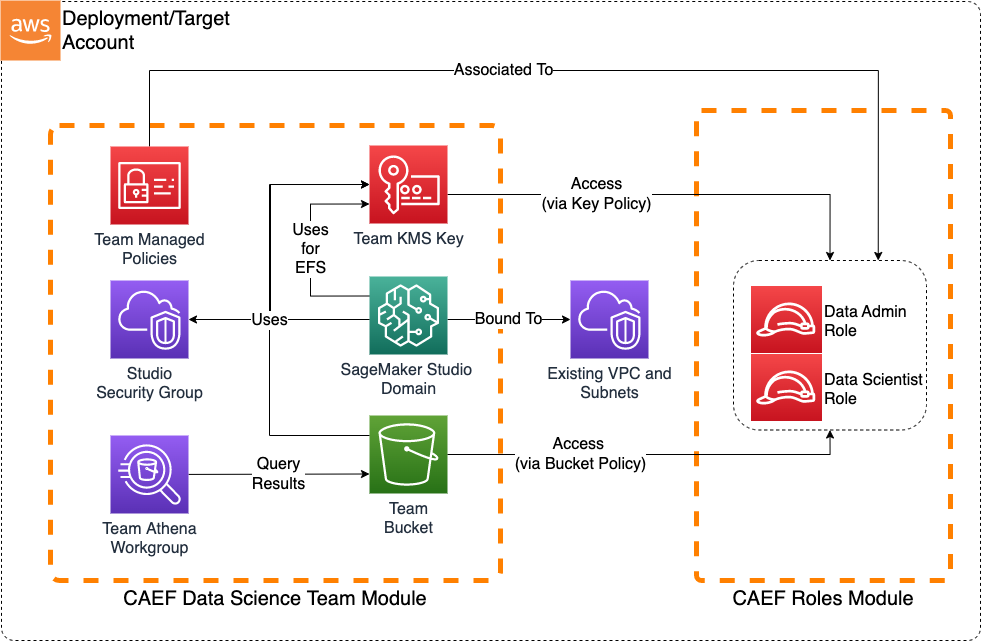 aws
Deployment/Target
Account
Associated To
Team Managed
Policies
Team KMS Key
Access
(via Key Policy)
Uses
for
EFS
Studio
Security Group
Uses
SageMaker Studio
Domain
Bound To
Existing VPC and
Subnets
Data Admin
Role
Data Scientist
Role
Team Athena
Workgroup
Query
Results
Team
Bucket
Access
(via Bucket Policy)
CAEF Data Science Team Module
CAEF Roles Module